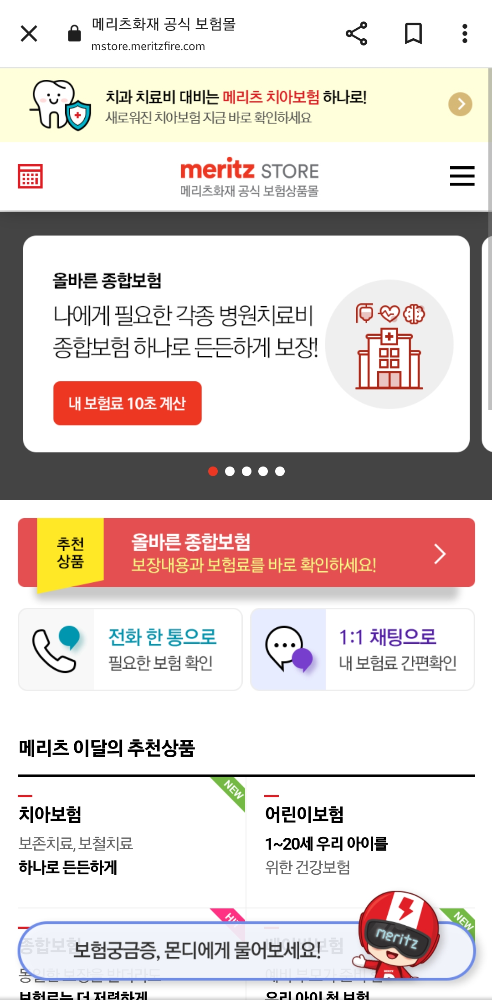 메리츠화재 공식 보험몰
mstore.meritzfire.com
치과 치료비 대비는 메리츠 치아보험 하나로!
새로워진 치아보험 지금 바로 확인하세요
meritz STORE
메리츠화재 공식 보험상품몰
올바른 종합보험
나에게 필요한 각종 병원치료비
종합보험 하나로 든든하게 보장!
내 보험료 10초 계산
추천
상품
올바른 종합보험
보장내용과 보험료를 바로 확인하세요!
전화 한 통으로
필요한 보험 확인
1:1 채팅으로
내 보험료 간편확인
메리츠 이달의 추천상품
NEW
치아보험
보존치료, 보철치료
하나로 든든하게
어린이보험
1~20세 우리 아이를
위한 건강보험
NEW
종합보험
보험궁금증, 몬디에게 물어보세요!
meritz
동일한 보장을 받더라도
보험료는 더 저렴하게
우리 아이 첫 보험